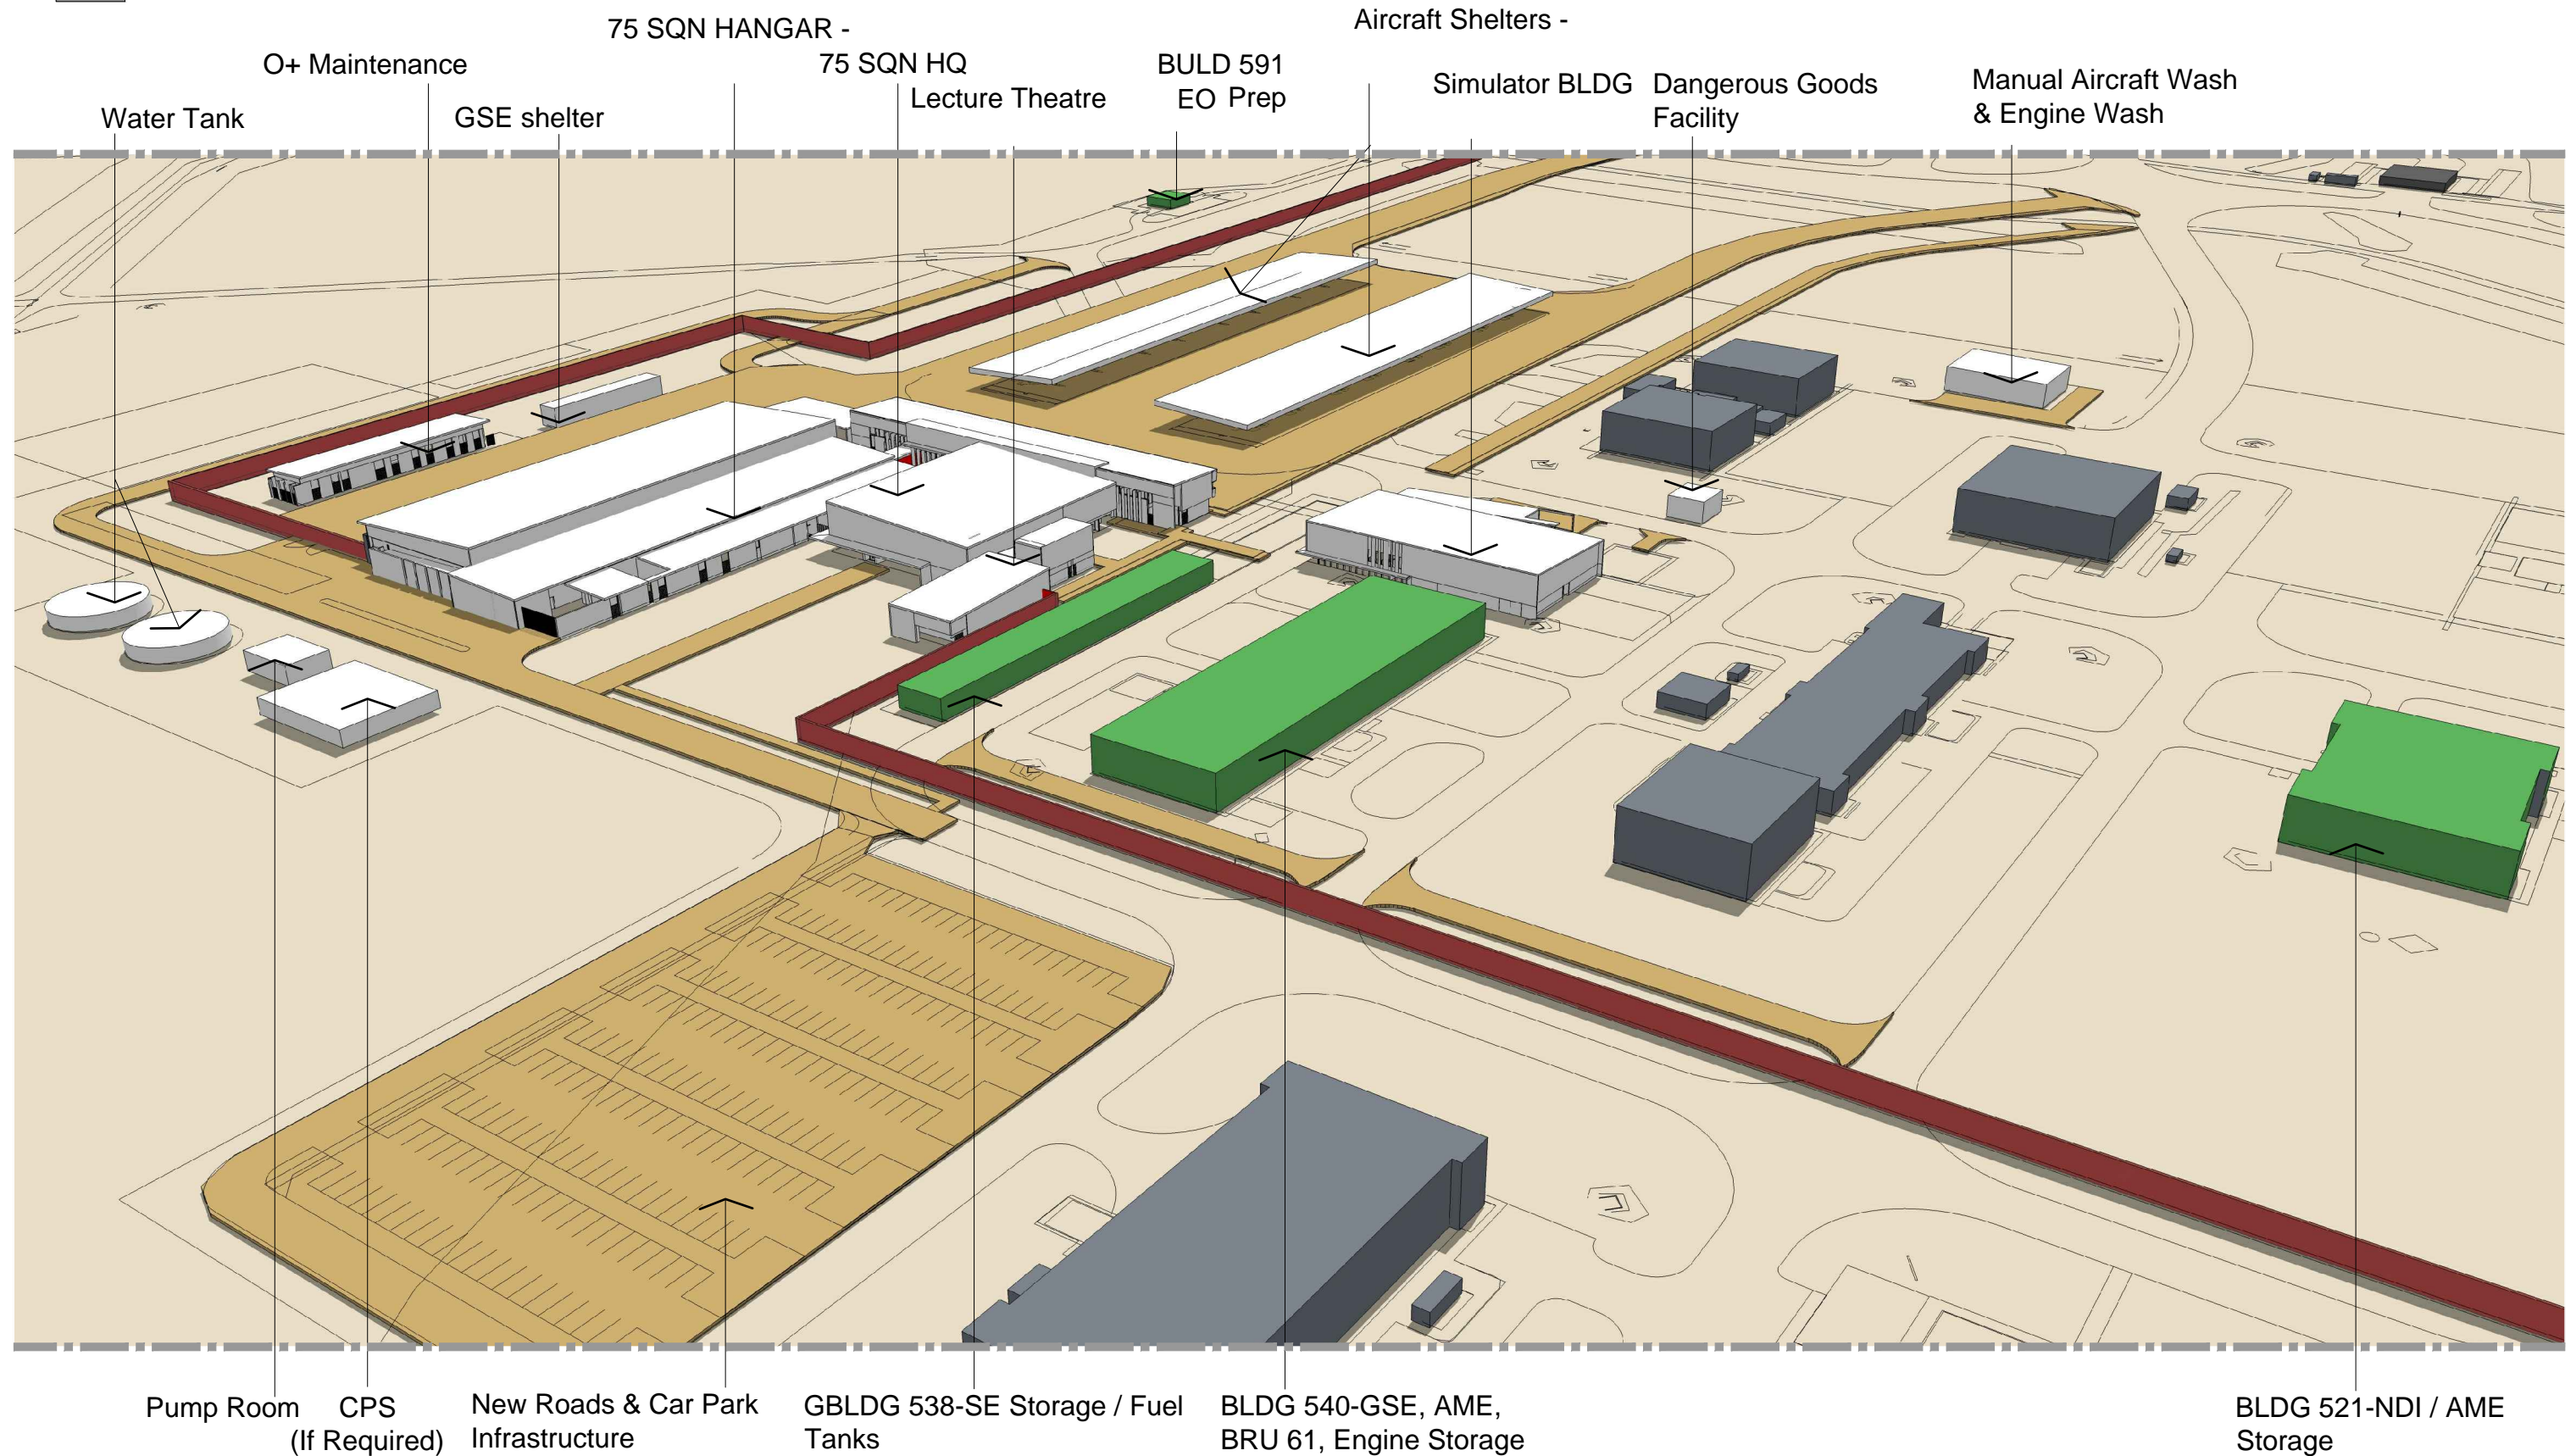 75 SQN HANGAR -
Aircraft Shelters -
O+ Maintenance
75 SQN HQ
BULD 591
EO Prep
Lecture Theatre
Simulator BLDG
Dangerous Goods
Facility
Manual Aircraft Wash
& Engine Wash
Water Tank
GSE shelter
Pump Room
CPS
(If Required)
New Roads & Car Park
Infrastructure
GBLDG 538-SE Storage / Fuel
Tanks
BLDG 540-GSE, AME,
BRU 61, Engine Storage
BLDG 521-NDI / AME
Storage